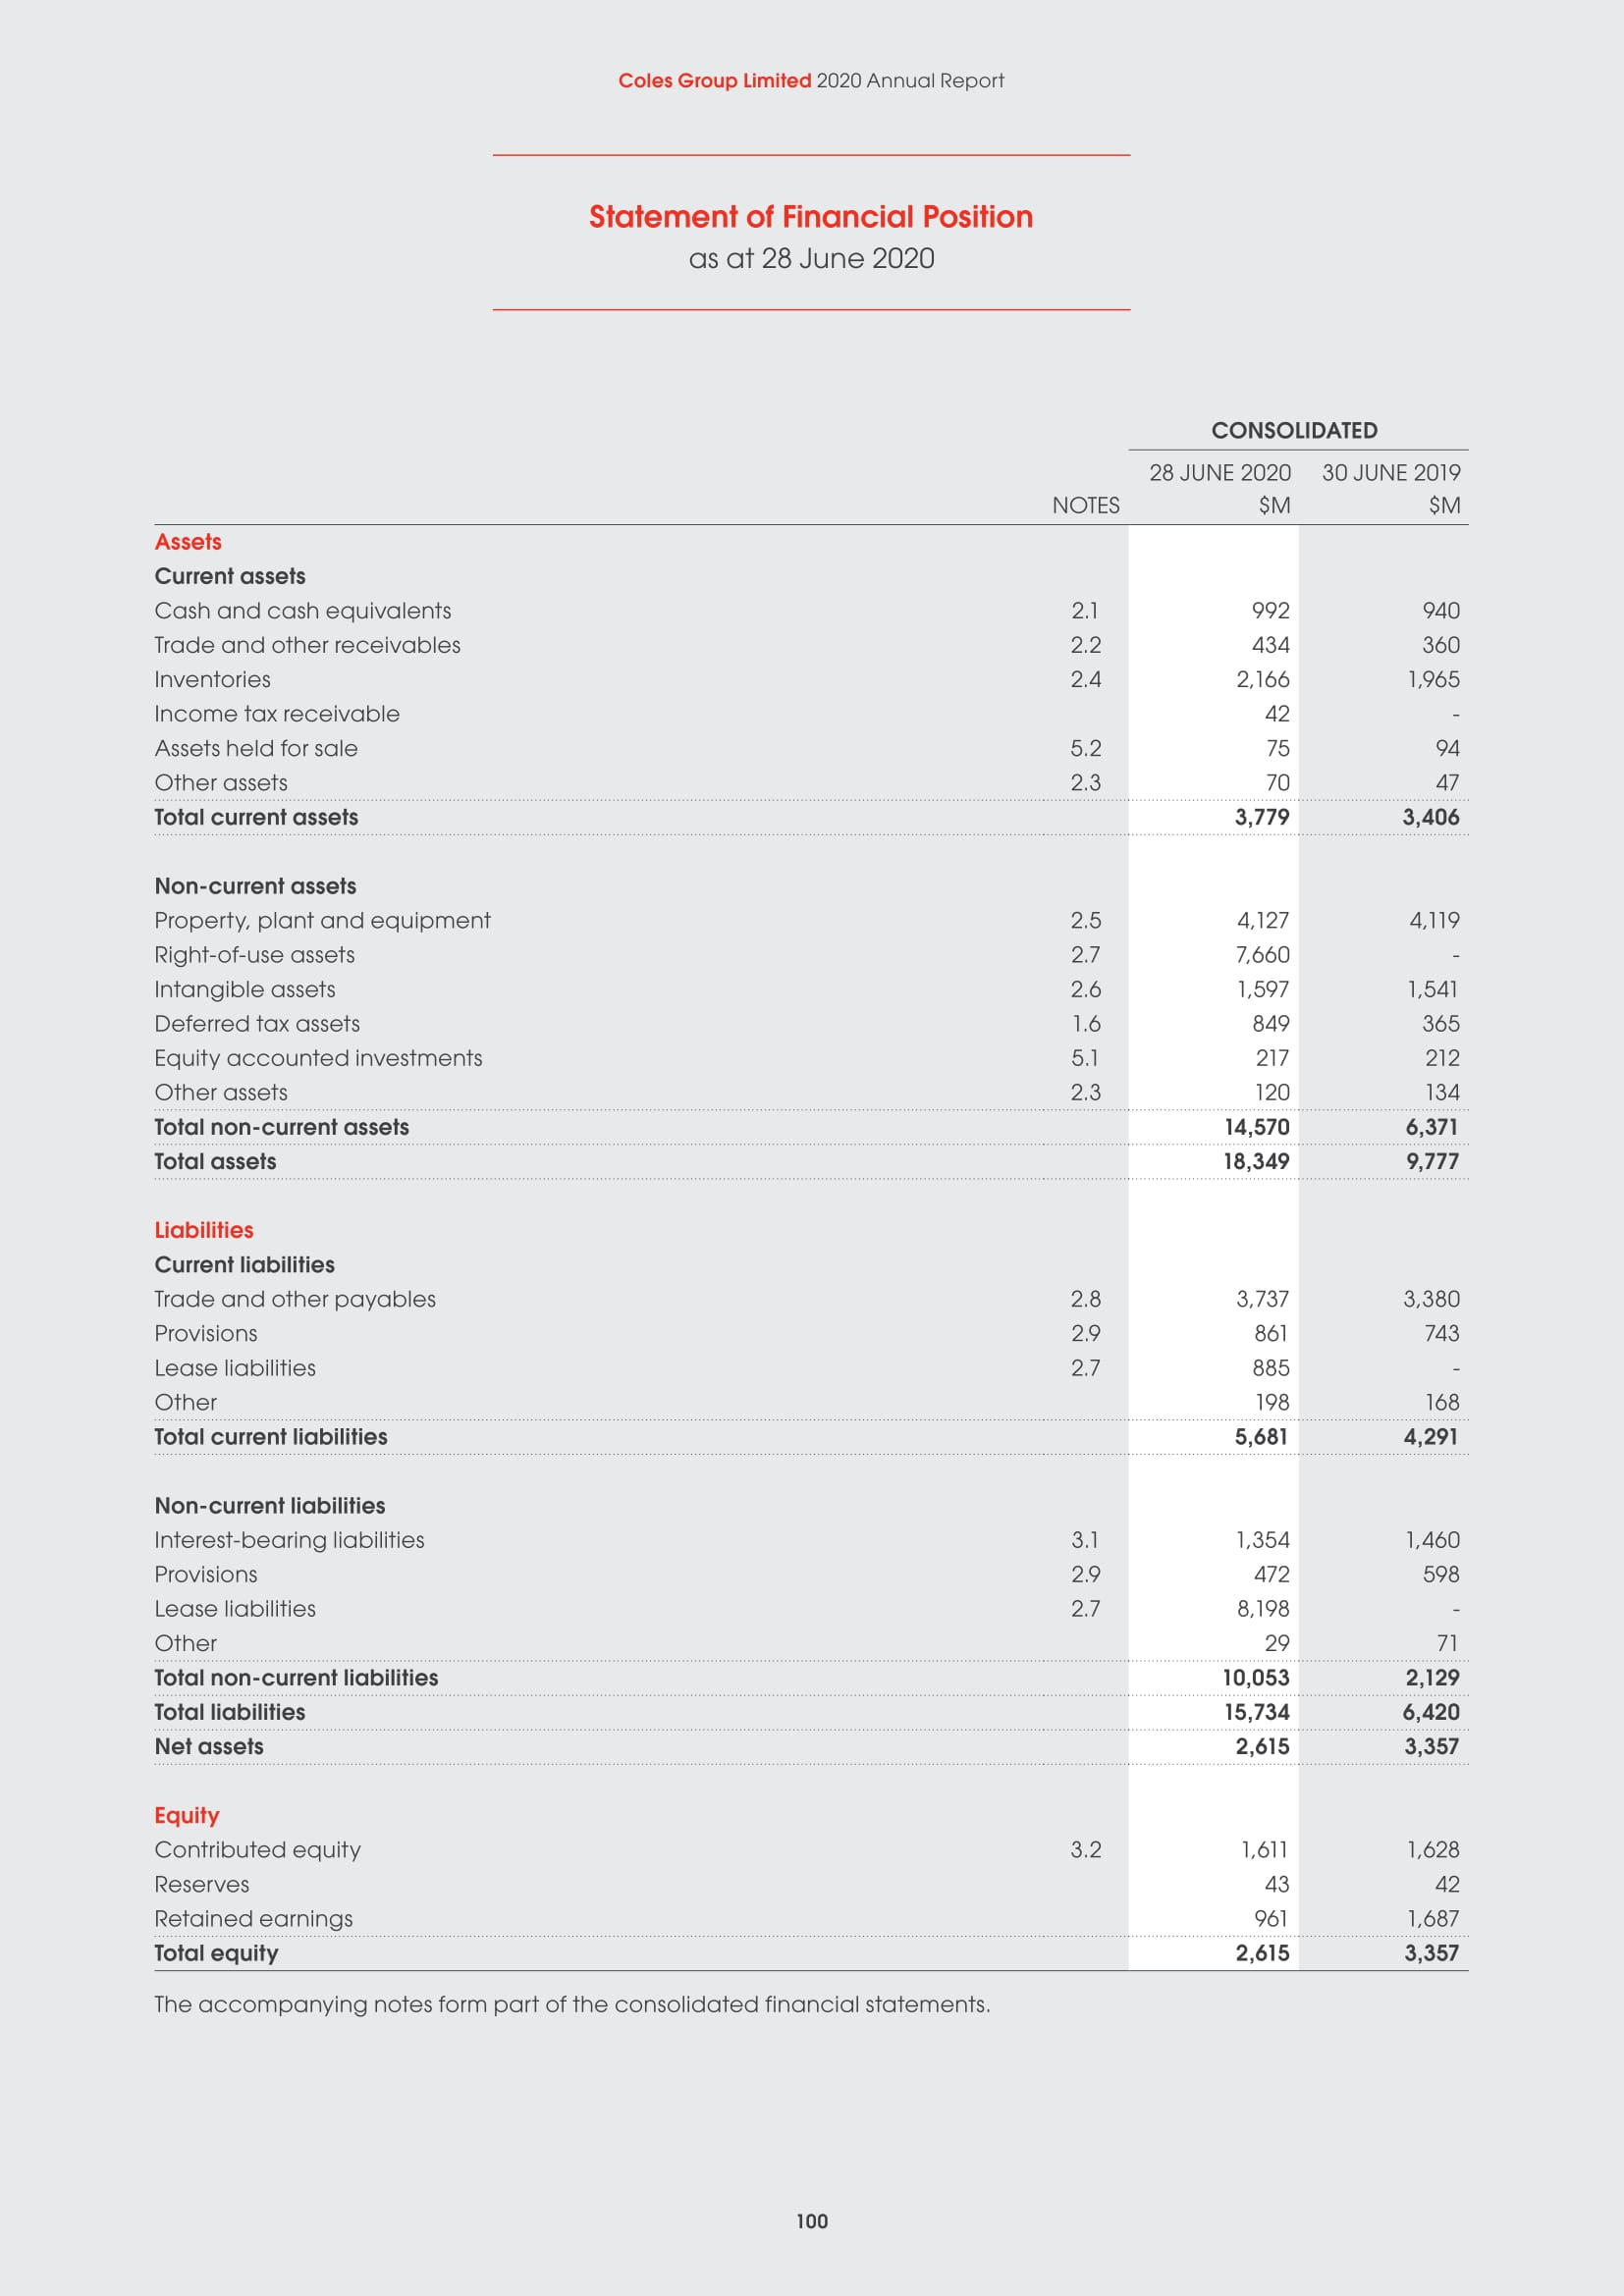 Coles Group Limited 2020 Annual Report
Statement of Financial Position
as at 28 June 2020
CONSOLIDATED
28 JUNE 2020 30 JUNE 2019
NOTES $M $M
Assets
Current assets
Cash and cash equivalents 2.1 992 940
Trade and other receivables 2.2 434 360
Inventories 2.4 2,166 1,965
Income tax receivable 42 -
Assets held for sale 5.2 75 94
Other assets 2.3 70 47
Total current assets 3,779 3,406
Non-current assets
Property, plant and equipment 2.5 4,127 4,119
Right-of-use assets 2.7 7,660 -
Intangible assets 2.6 1,597 1,541
Deferred tax assets 1.6 849 365
Equity accounted investments 5.1 217 212
Other assets 2.3 120 134
Total non-current assets 14,570 6,371
Total assets 18,349 9,777
Liabilities
Current liabilities
Trade and other payables 2.8 3,737 3,380
Provisions 2.9 861 743
Lease liabilities 2.7 885 -
Other 198 168
Total current liabilities 5,681 4,291
Non-current liabilities
Interest-bearing liabilities 3.1 1,354 1,460
Provisions 2.9 472 598
Lease liabilities 2.7 8,198 -
Other 29 71
Total non-current liabilities 10,053 2,129
Total liabilities 15,734 6,420
Net assets 2,615 3,357
Equity
Contributed equity 3.2 1,611 1,628
Reserves 43 42
Retained earnings 961 1,687
Total equity 2,615 3,357
The accompanying notes form part of the consolidated financial statements.
100